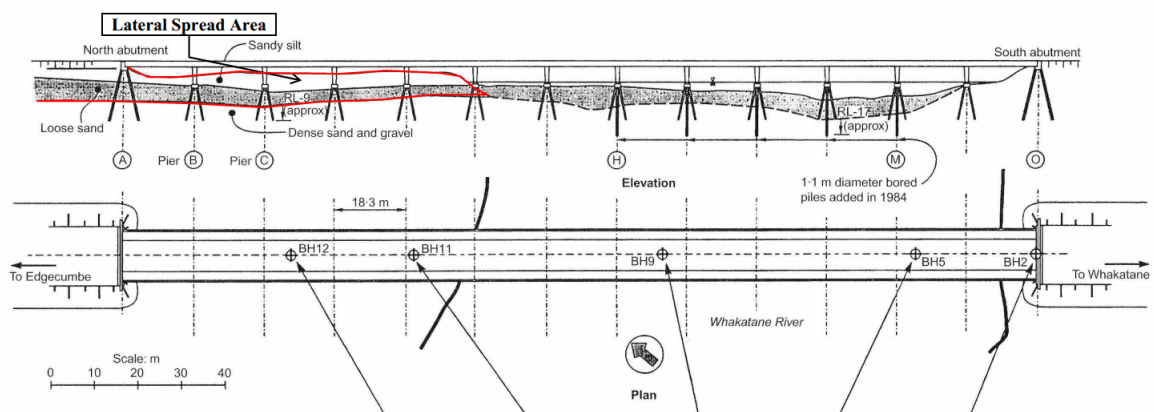 Lateral Spread Area
North abutment
Sandy silt
South abutment
RL-9
(approx)
RL-17
(approx)
Loose sand
Dense sand and gravel
A
Pier B
Pier C
H
M
O
Elevation
1·1 m diameter bored
piles added in 1984
18·3 m
BH12
BH11
BH9
BH5
BH2
To Edgecumbe
To Whakatane
Whakatane River
Scale: m
0 10 20 30 40
Plan